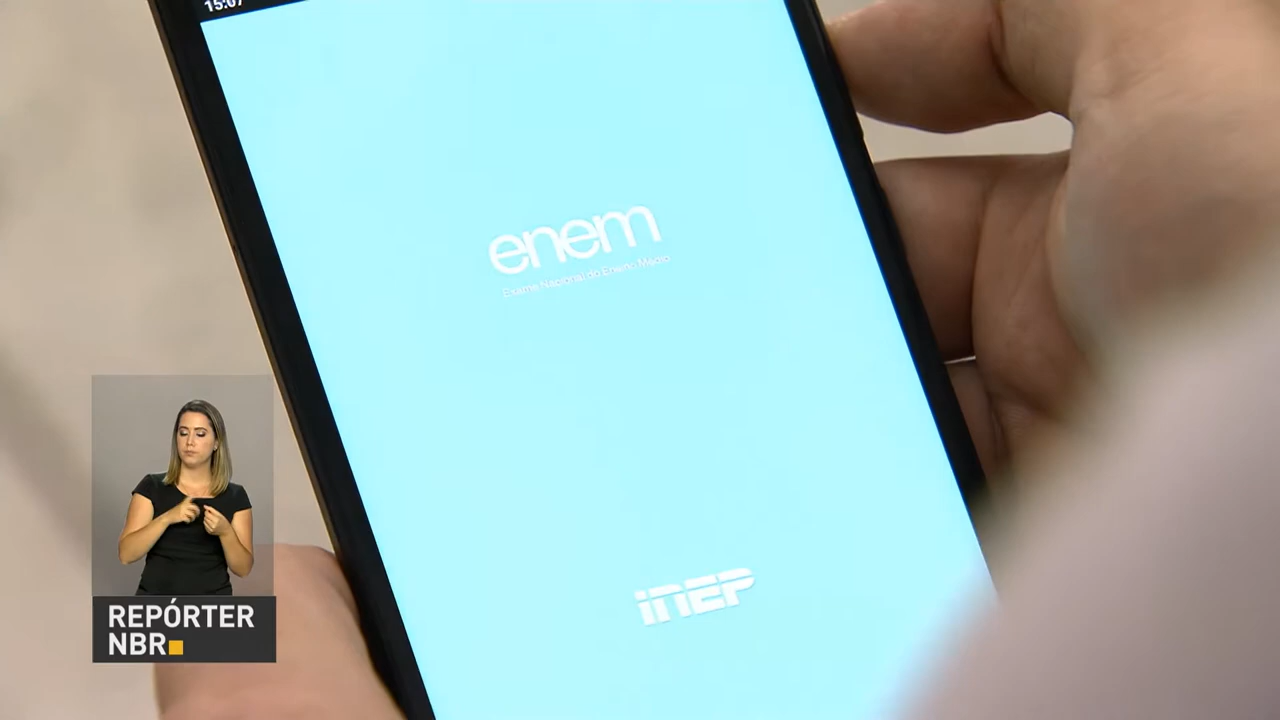 15:07
enem
Exame Nacional do Ensino Médio
inEP
REPÓRTER
NBR